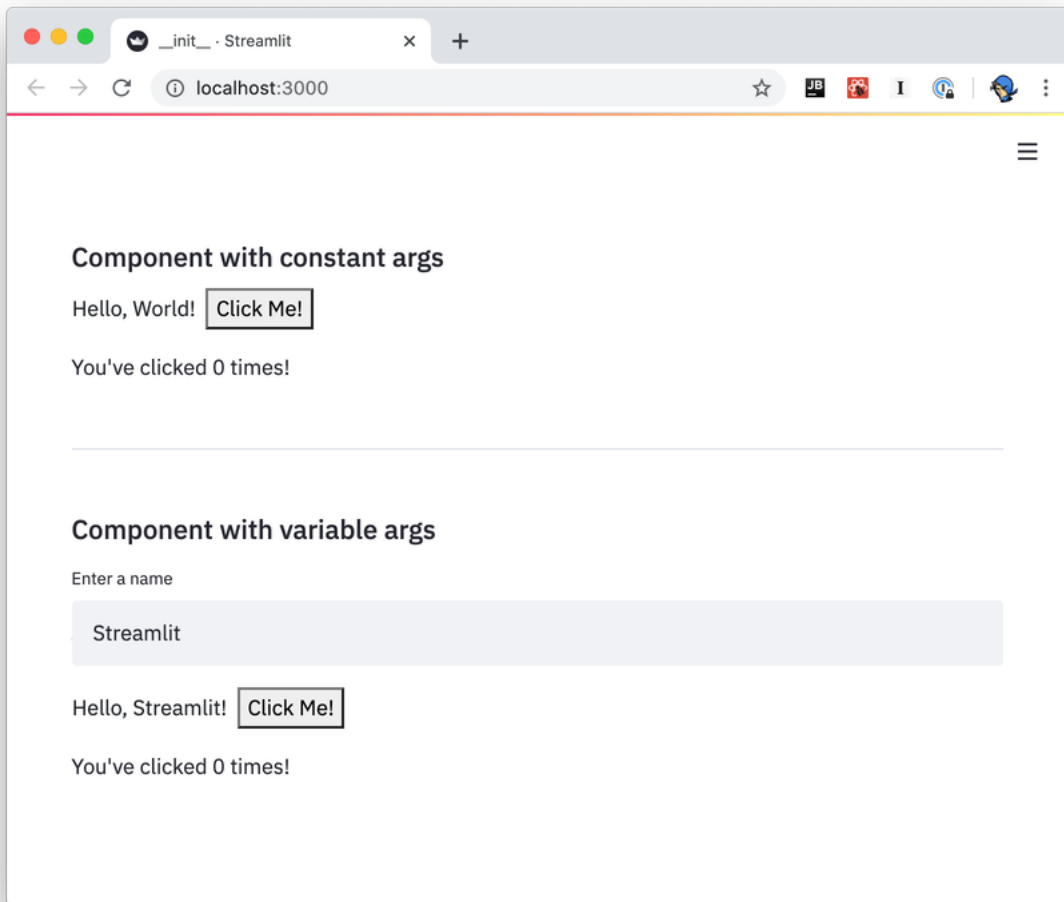 __init__ · Streamlit
localhost:3000
JB
I
Component with constant args
Hello, World! Click Me!
You've clicked 0 times!
Component with variable args
Enter a name
Streamlit
Hello, Streamlit! Click Me!
You've clicked 0 times!